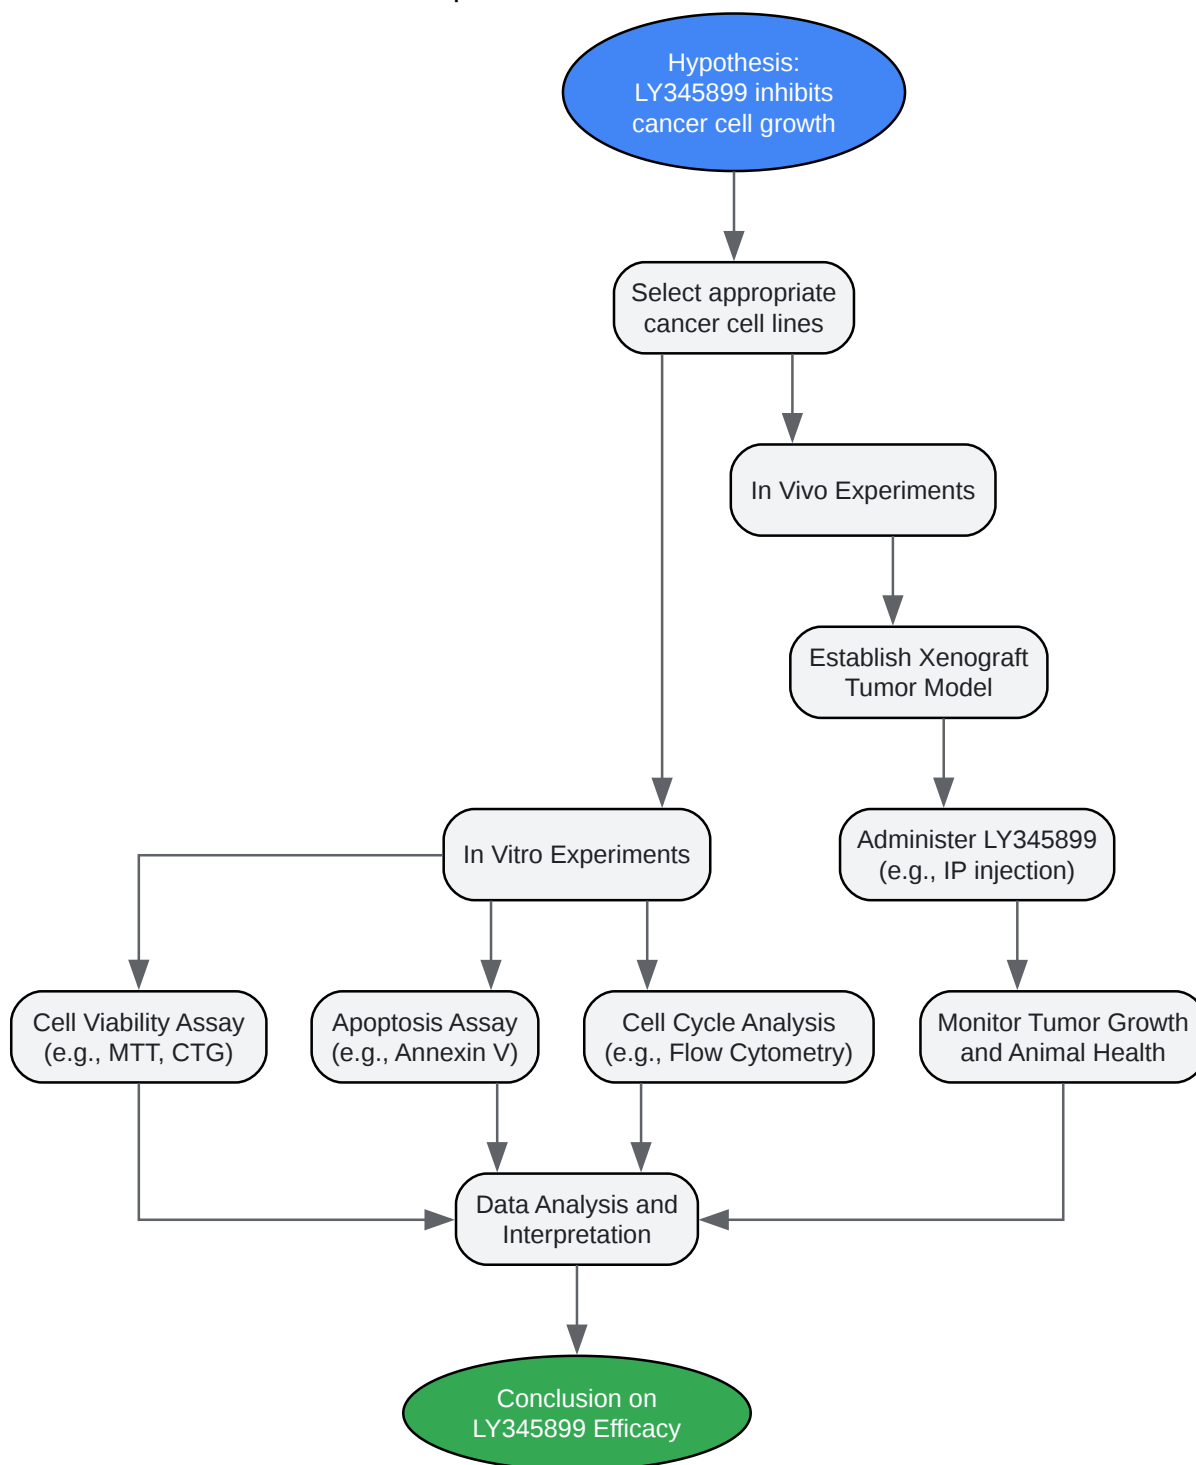 Hypothesis:
LY345899 inhibits
cancer cell growth
Select appropriate
cancer cell lines
In Vivo Experiments
Establish Xenograft
Tumor Model
In Vitro Experiments
Administer LY345899
(e.g., IP injection)
Cell Viability Assay
(e.g., MTT, CTG)
Apoptosis Assay
(e.g., Annexin V)
Cell Cycle Analysis
(e.g., Flow Cytometry)
Monitor Tumor Growth
and Animal Health
Data Analysis and
Interpretation
Conclusion on
LY345899 Efficacy